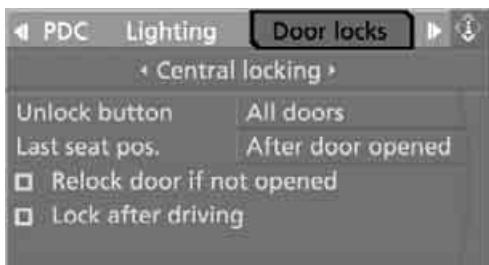 PDC Lighting Door locks
Central locking
Unlock button All doors
Last seat pos. After door opened
Relock door if not opened
Lock after driving